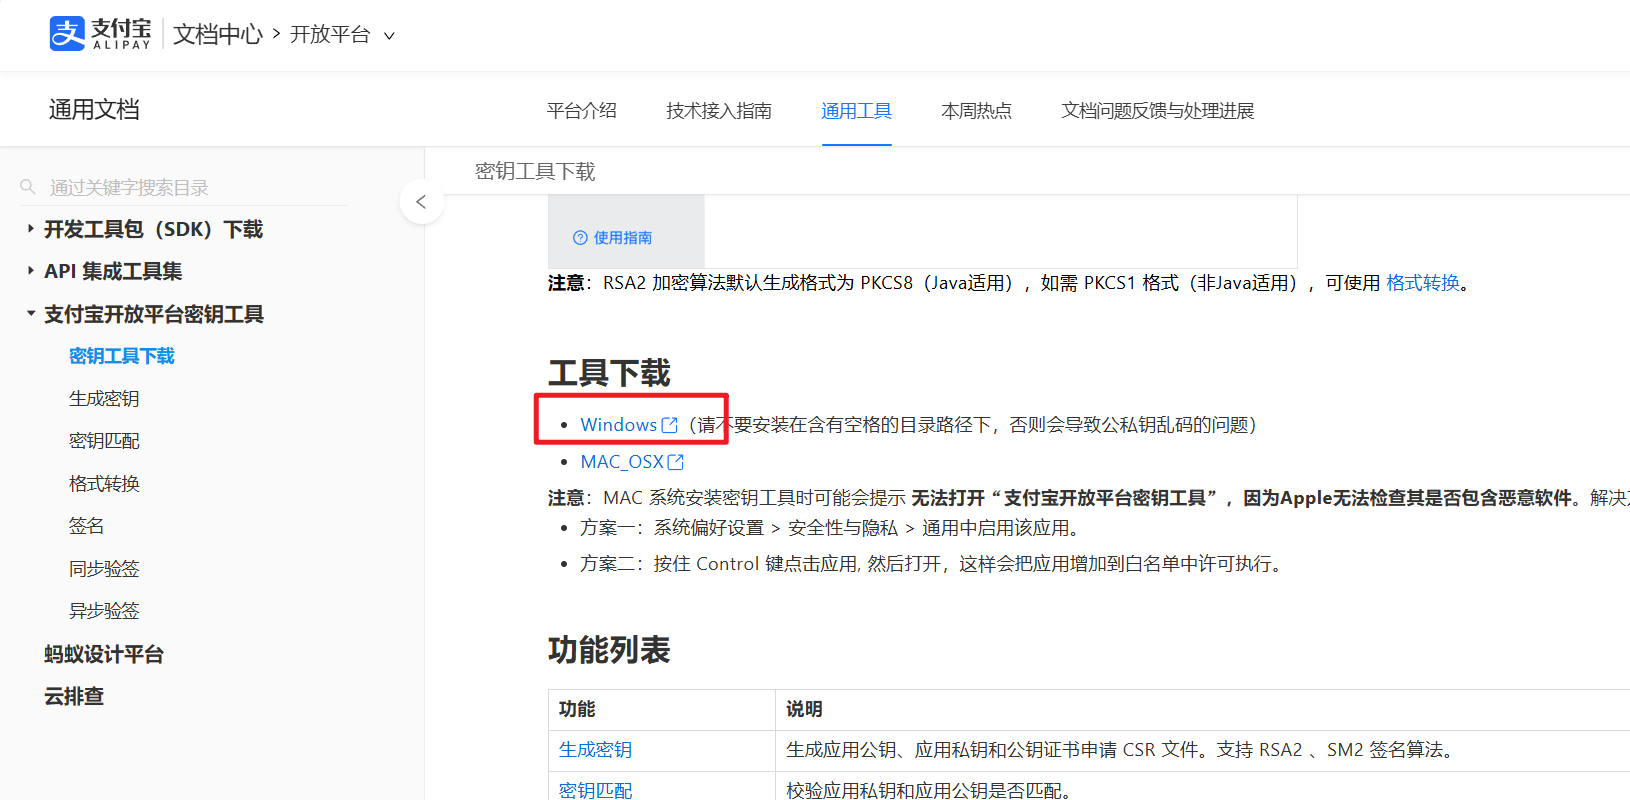 支付宝
ALIPAY
文档中心 > 开放平台
通用文档
平台介绍 技术接入指南 通用工具 本周热点 文档问题反馈与处理进展
通过关键字搜索目录
开发工具包（SDK）下载
API 集成工具集
支付宝开放平台密钥工具
密钥工具下载
生成密钥
密钥匹配
格式转换
签名
同步验签
异步验签
蚂蚁设计平台
云排查
密钥工具下载
使用指南
注意：RSA2 加密算法默认生成格式为 PKCS8（Java适用），如需 PKCS1 格式（非Java适用），可使用 格式转换。
工具下载
• Windows（请不要安装在含有空格的目录路径下，否则会导致公私钥乱码的问题）
• MAC_OSX
注意：MAC 系统安装密钥工具时可能会提示 无法打开“支付宝开放平台密钥工具”，因为Apple无法检查其是否包含恶意软件。解决
• 方案一：系统偏好设置 > 安全性与隐私 > 通用中启用该应用。
• 方案二：按住 Control 键点击应用, 然后打开，这样会把应用增加到白名单中许可执行。
功能列表
功能 说明
生成密钥 生成应用公钥、应用私钥和公钥证书申请 CSR 文件。支持 RSA2 、SM2 签名算法。
密钥匹配 校验应用私钥和应用公钥是否匹配。